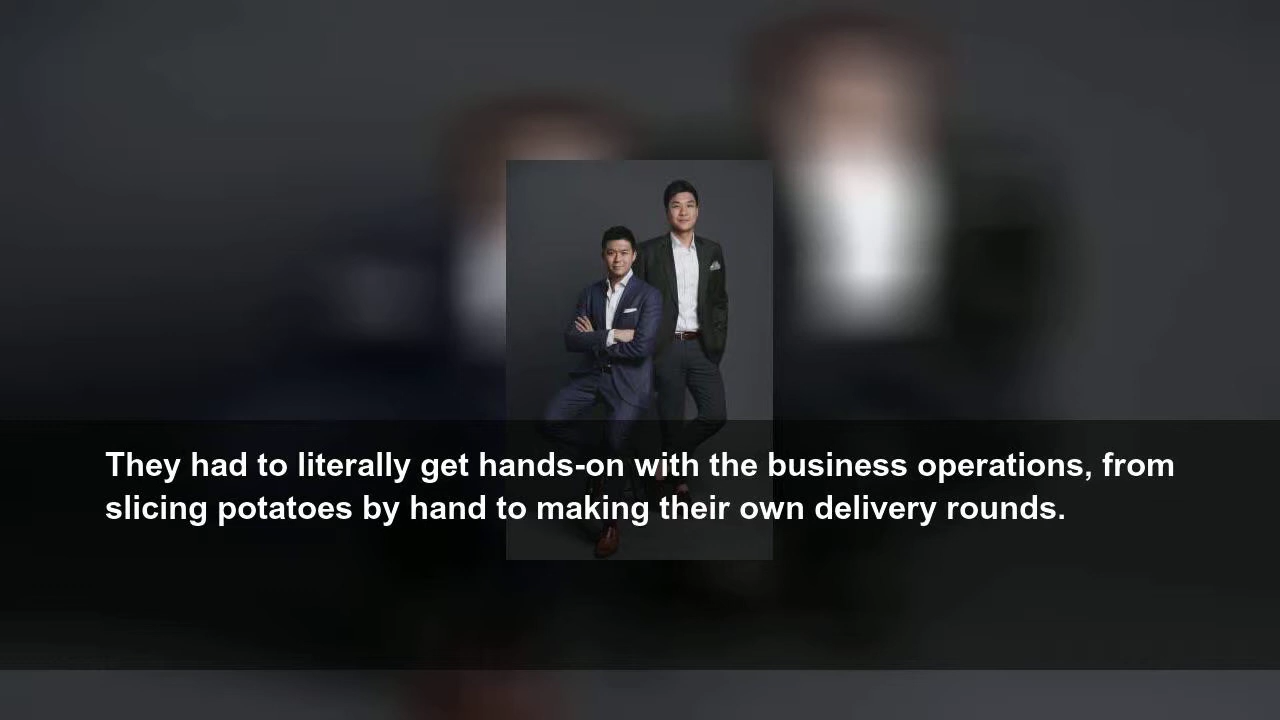 They had to literally get hands-on with the business operations, from
slicing potatoes by hand to making their own delivery rounds.